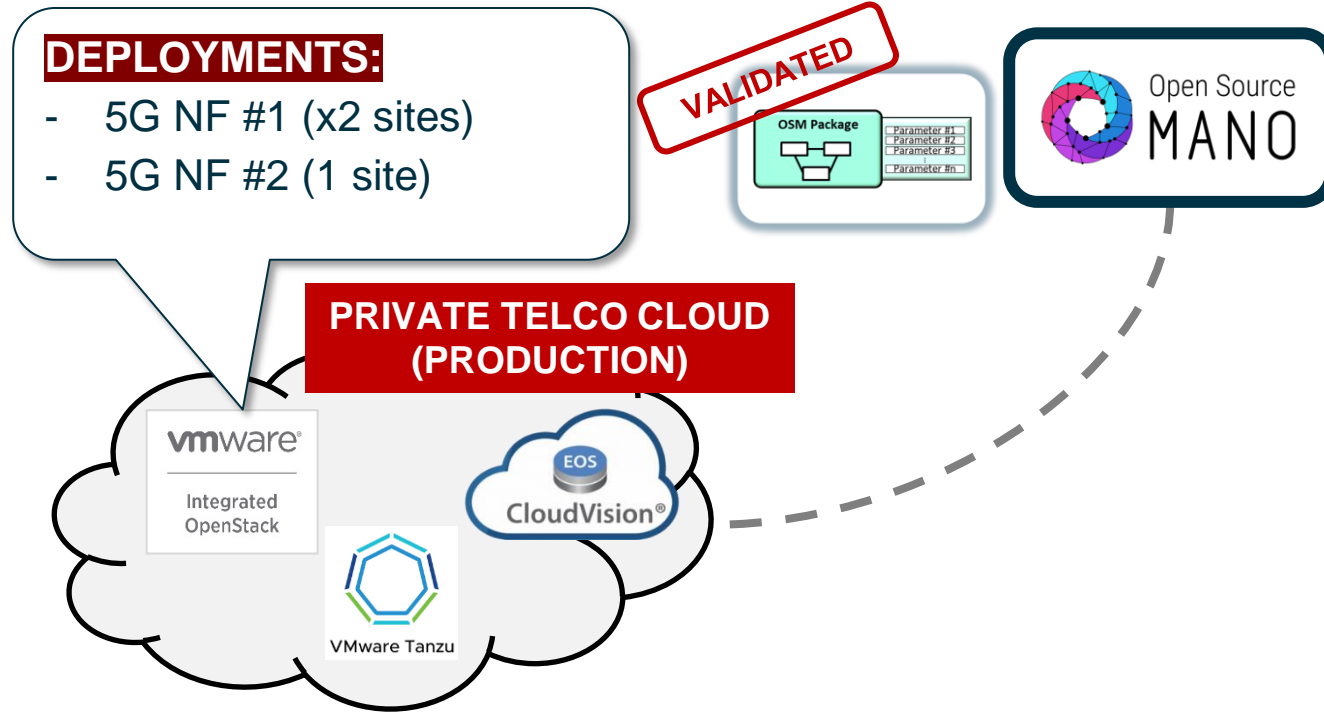 DEPLOYMENTS:
- 5G NF #1 (x2 sites)
- 5G NF #2 (1 site)
VALIDATED
OSM Package
Parameter #1
Parameter #2
Parameter #3
⋮
Parameter #n
Open Source
MANO
PRIVATE TELCO CLOUD
(PRODUCTION)
vmware®
Integrated
OpenStack
EOS
CloudVision®
VMware Tanzu